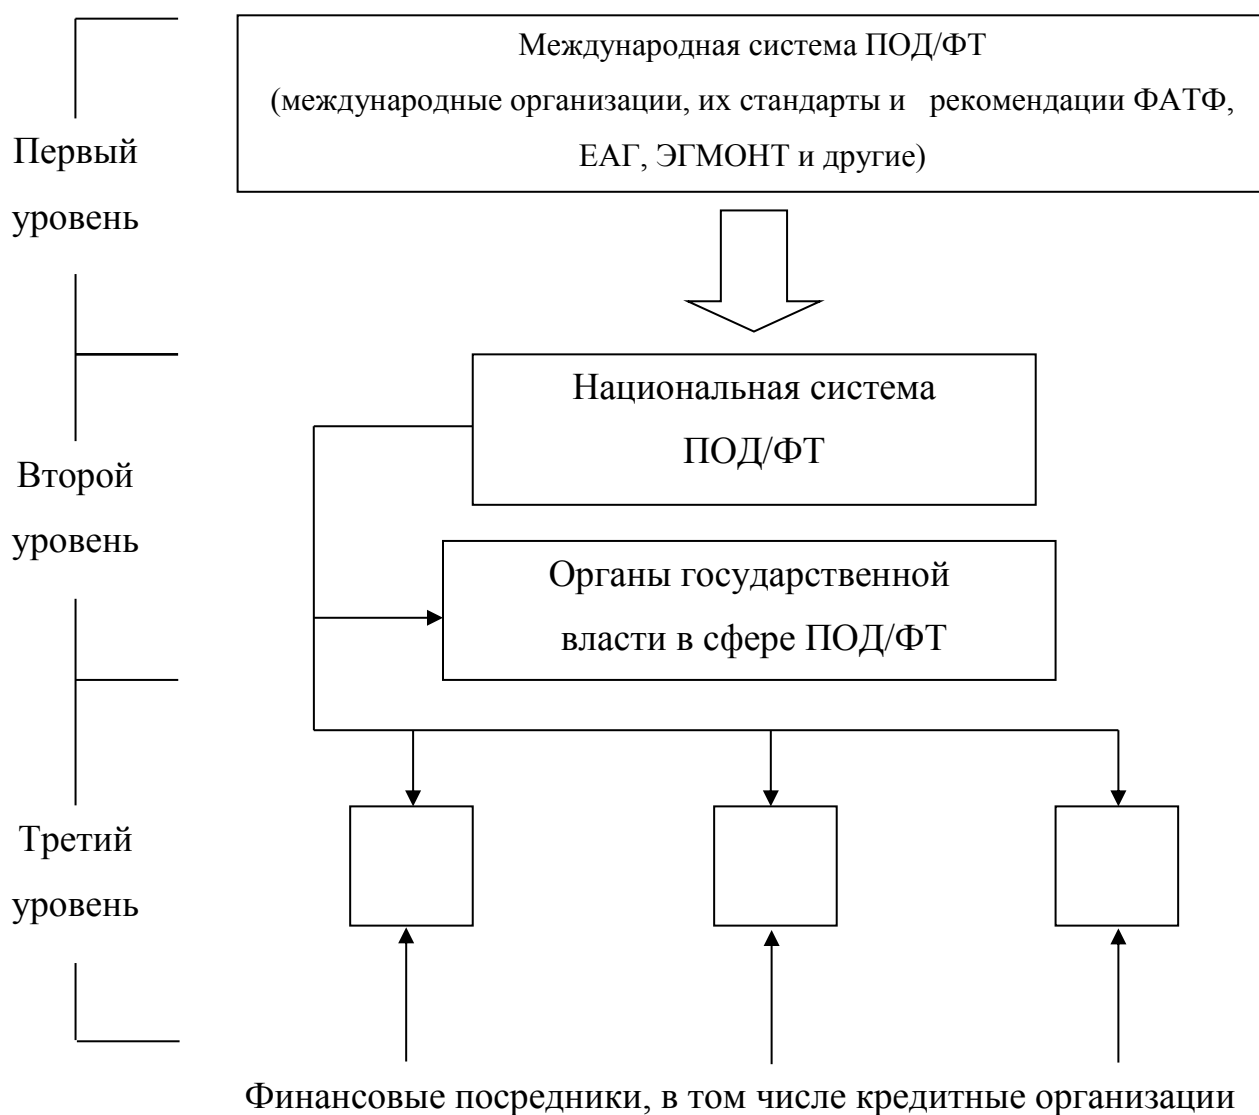 Международная система ПОД/ФТ
(международные организации, их стандарты и рекомендации ФАТФ,
ЕАГ, ЭГМОНТ и другие)
Первый
уровень
Национальная система
ПОД/ФТ
Второй
уровень
Органы государственной
власти в сфере ПОД/ФТ
Третий
уровень
Финансовые посредники, в том числе кредитные организации